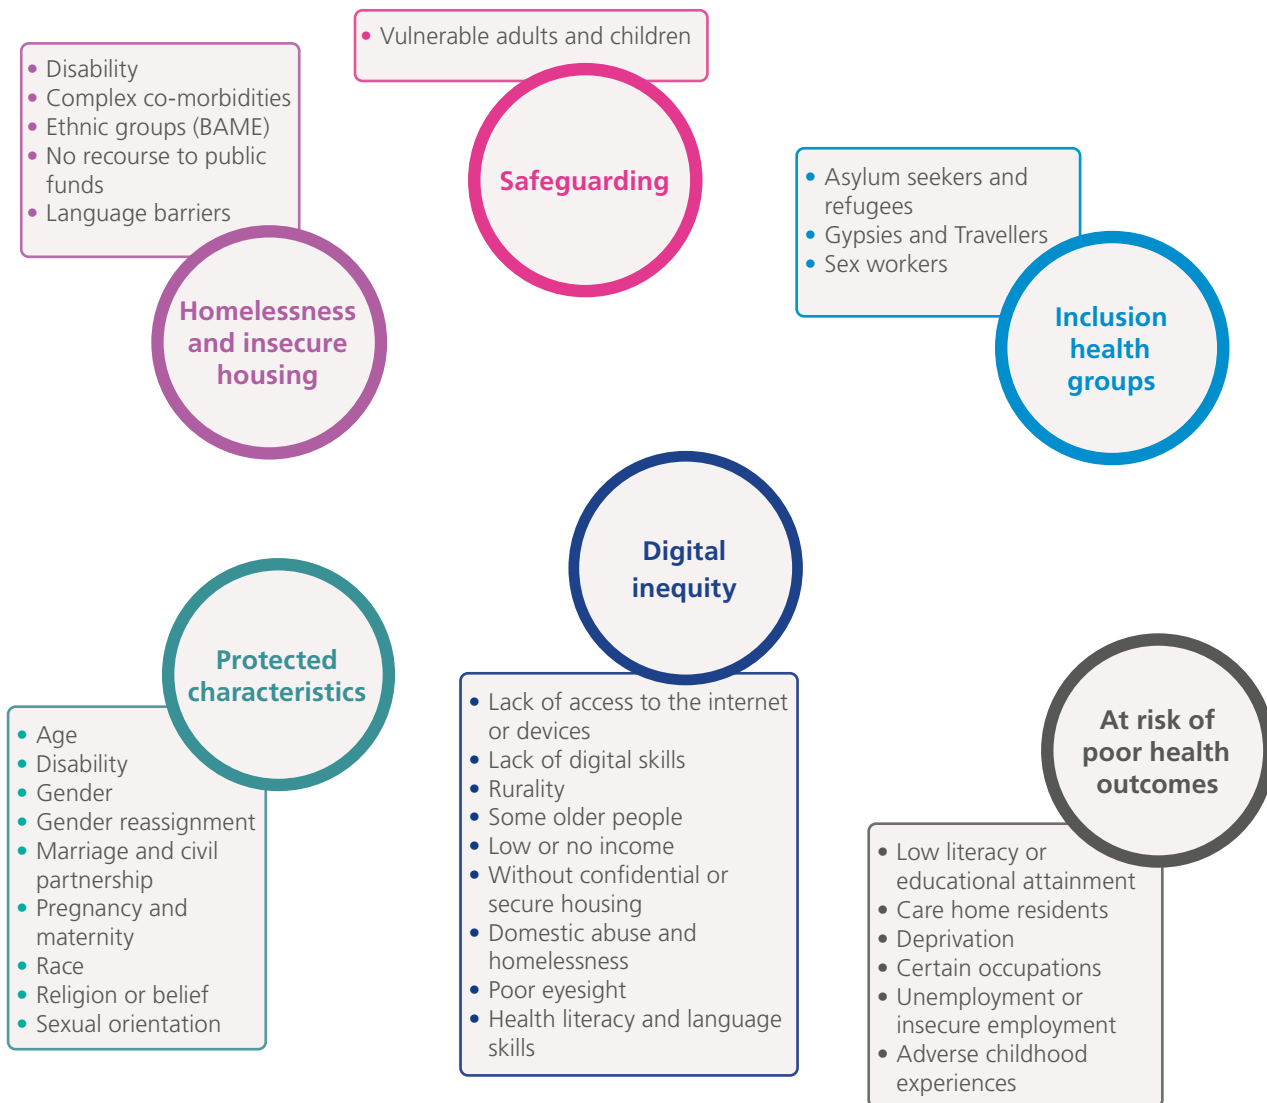 • Vulnerable adults and children
Safeguarding
• Disability
• Complex co-morbidities
• Ethnic groups (BAME)
• No recourse to public
funds
• Language barriers
Homelessness
and insecure
housing
• Asylum seekers and
refugees
• Gypsies and Travellers
• Sex workers
Inclusion
health
groups
Protected
characteristics
• Age
• Disability
• Gender
• Gender reassignment
• Marriage and civil
partnership
• Pregnancy and
maternity
• Race
• Religion or belief
• Sexual orientation
Digital
inequity
• Lack of access to the internet
or devices
• Lack of digital skills
• Rurality
• Some older people
• Low or no income
• Without confidential or
secure housing
• Domestic abuse and
homelessness
• Poor eyesight
• Health literacy and language
skills
At risk of
poor health
outcomes
• Low literacy or
educational attainment
• Care home residents
• Deprivation
• Certain occupations
• Unemployment or
insecure employment
• Adverse childhood
experiences